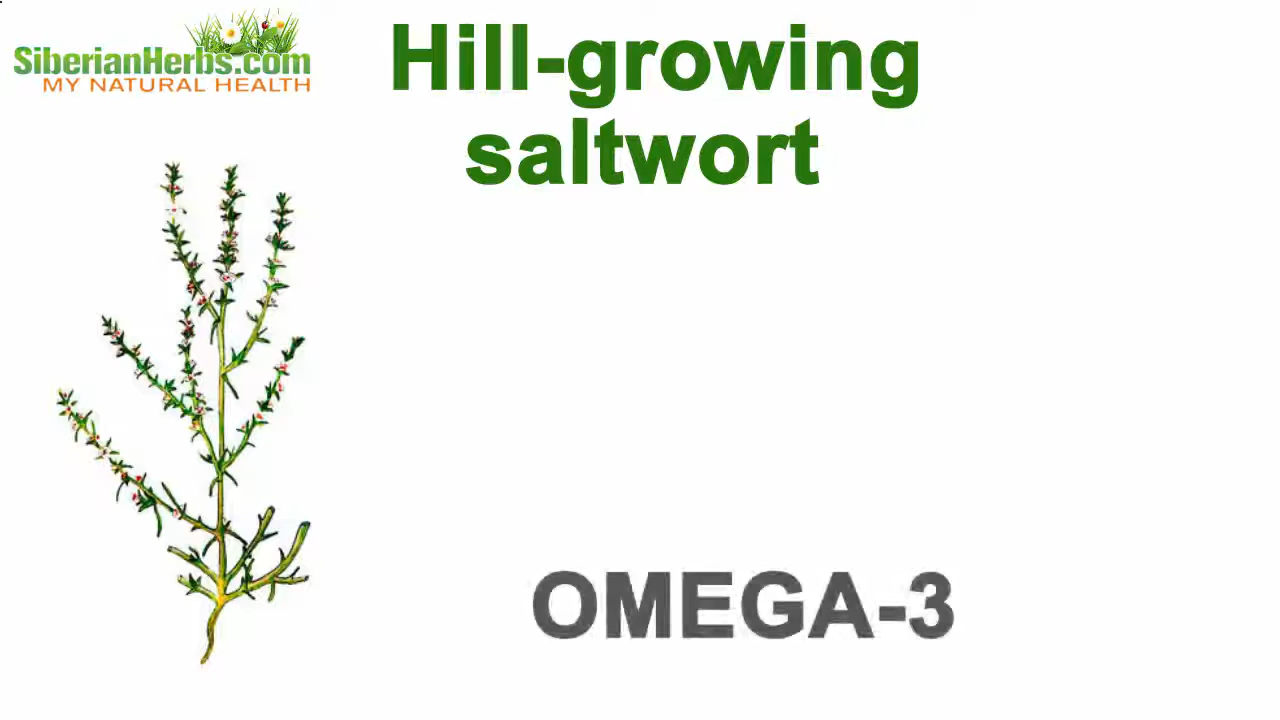 SiberianHerbs.com
MY NATURAL HEALTH
Hill-growing
saltwort
OMEGA-3